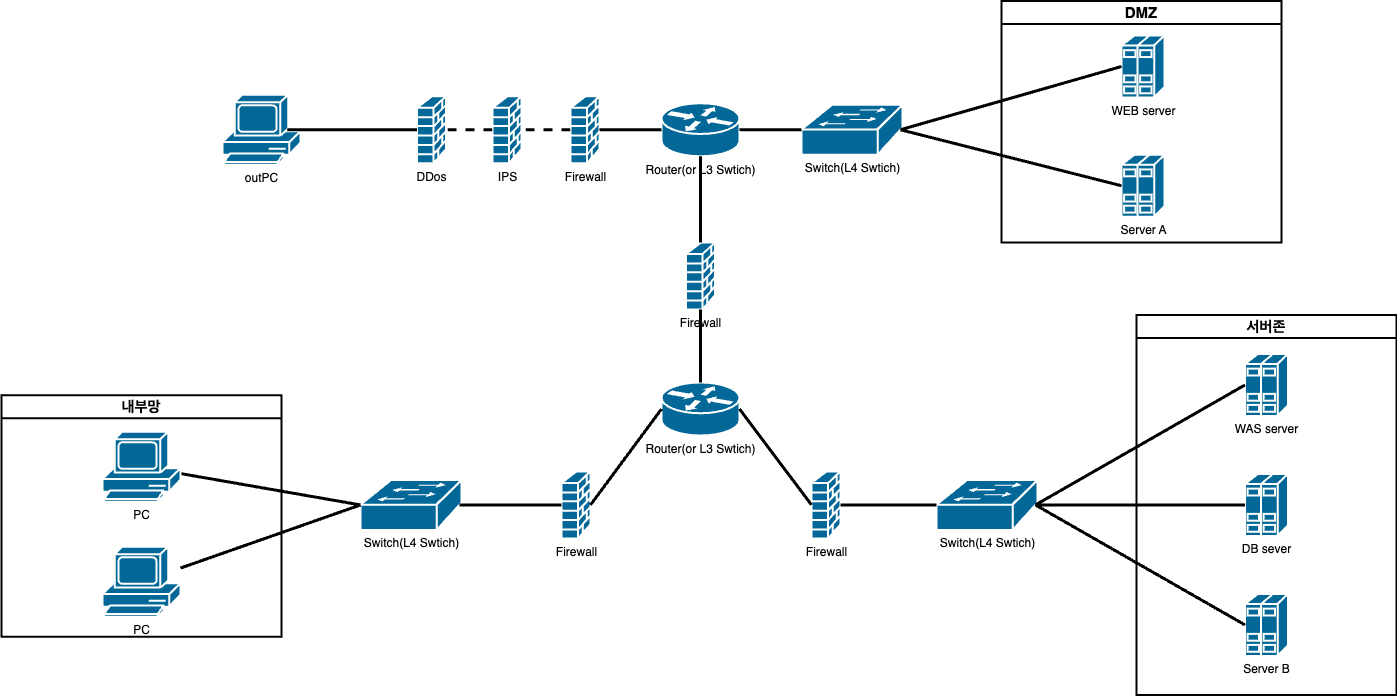 DMZ
WEB server
outPC
DDos
IPS
Firewall
Router(or L3 Swtich)
Switch(L4 Swtich)
Server A
Firewall
서버존
WAS server
내부망
Router(or L3 Swtich)
PC
Switch(L4 Swtich)
Firewall
Firewall
Switch(L4 Swtich)
DB sever
PC
Server B